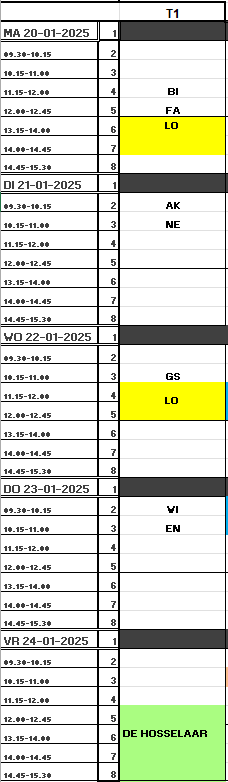 T1
MA 20-01-2025 1
09.30-10.15 2
10.15-11.00 3
11.15-12.00 4 BI
12.00-12.45 5 FA
13.15-14.00 6 LO
14.00-14.45 7
14.45-15.30 8
DI 21-01-2025 1
09.30-10.15 2 AK
10.15-11.00 3 NE
11.15-12.00 4
12.00-12.45 5
13.15-14.00 6
14.00-14.45 7
14.45-15.30 8
WO 22-01-2025 1
09.30-10.15 2
10.15-11.00 3 GS
11.15-12.00 4 LO
12.00-12.45 5
13.15-14.00 6
14.00-14.45 7
14.45-15.30 8
DO 23-01-2025 1
09.30-10.15 2 WI
10.15-11.00 3 EN
11.15-12.00 4
12.00-12.45 5
13.15-14.00 6
14.00-14.45 7
14.45-15.30 8
VR 24-01-2025 1
09.30-10.15 2
10.15-11.00 3
11.15-12.00 4
12.00-12.45 5
13.15-14.00 6 DE HOSSELAAR
14.00-14.45 7
14.45-15.30 8